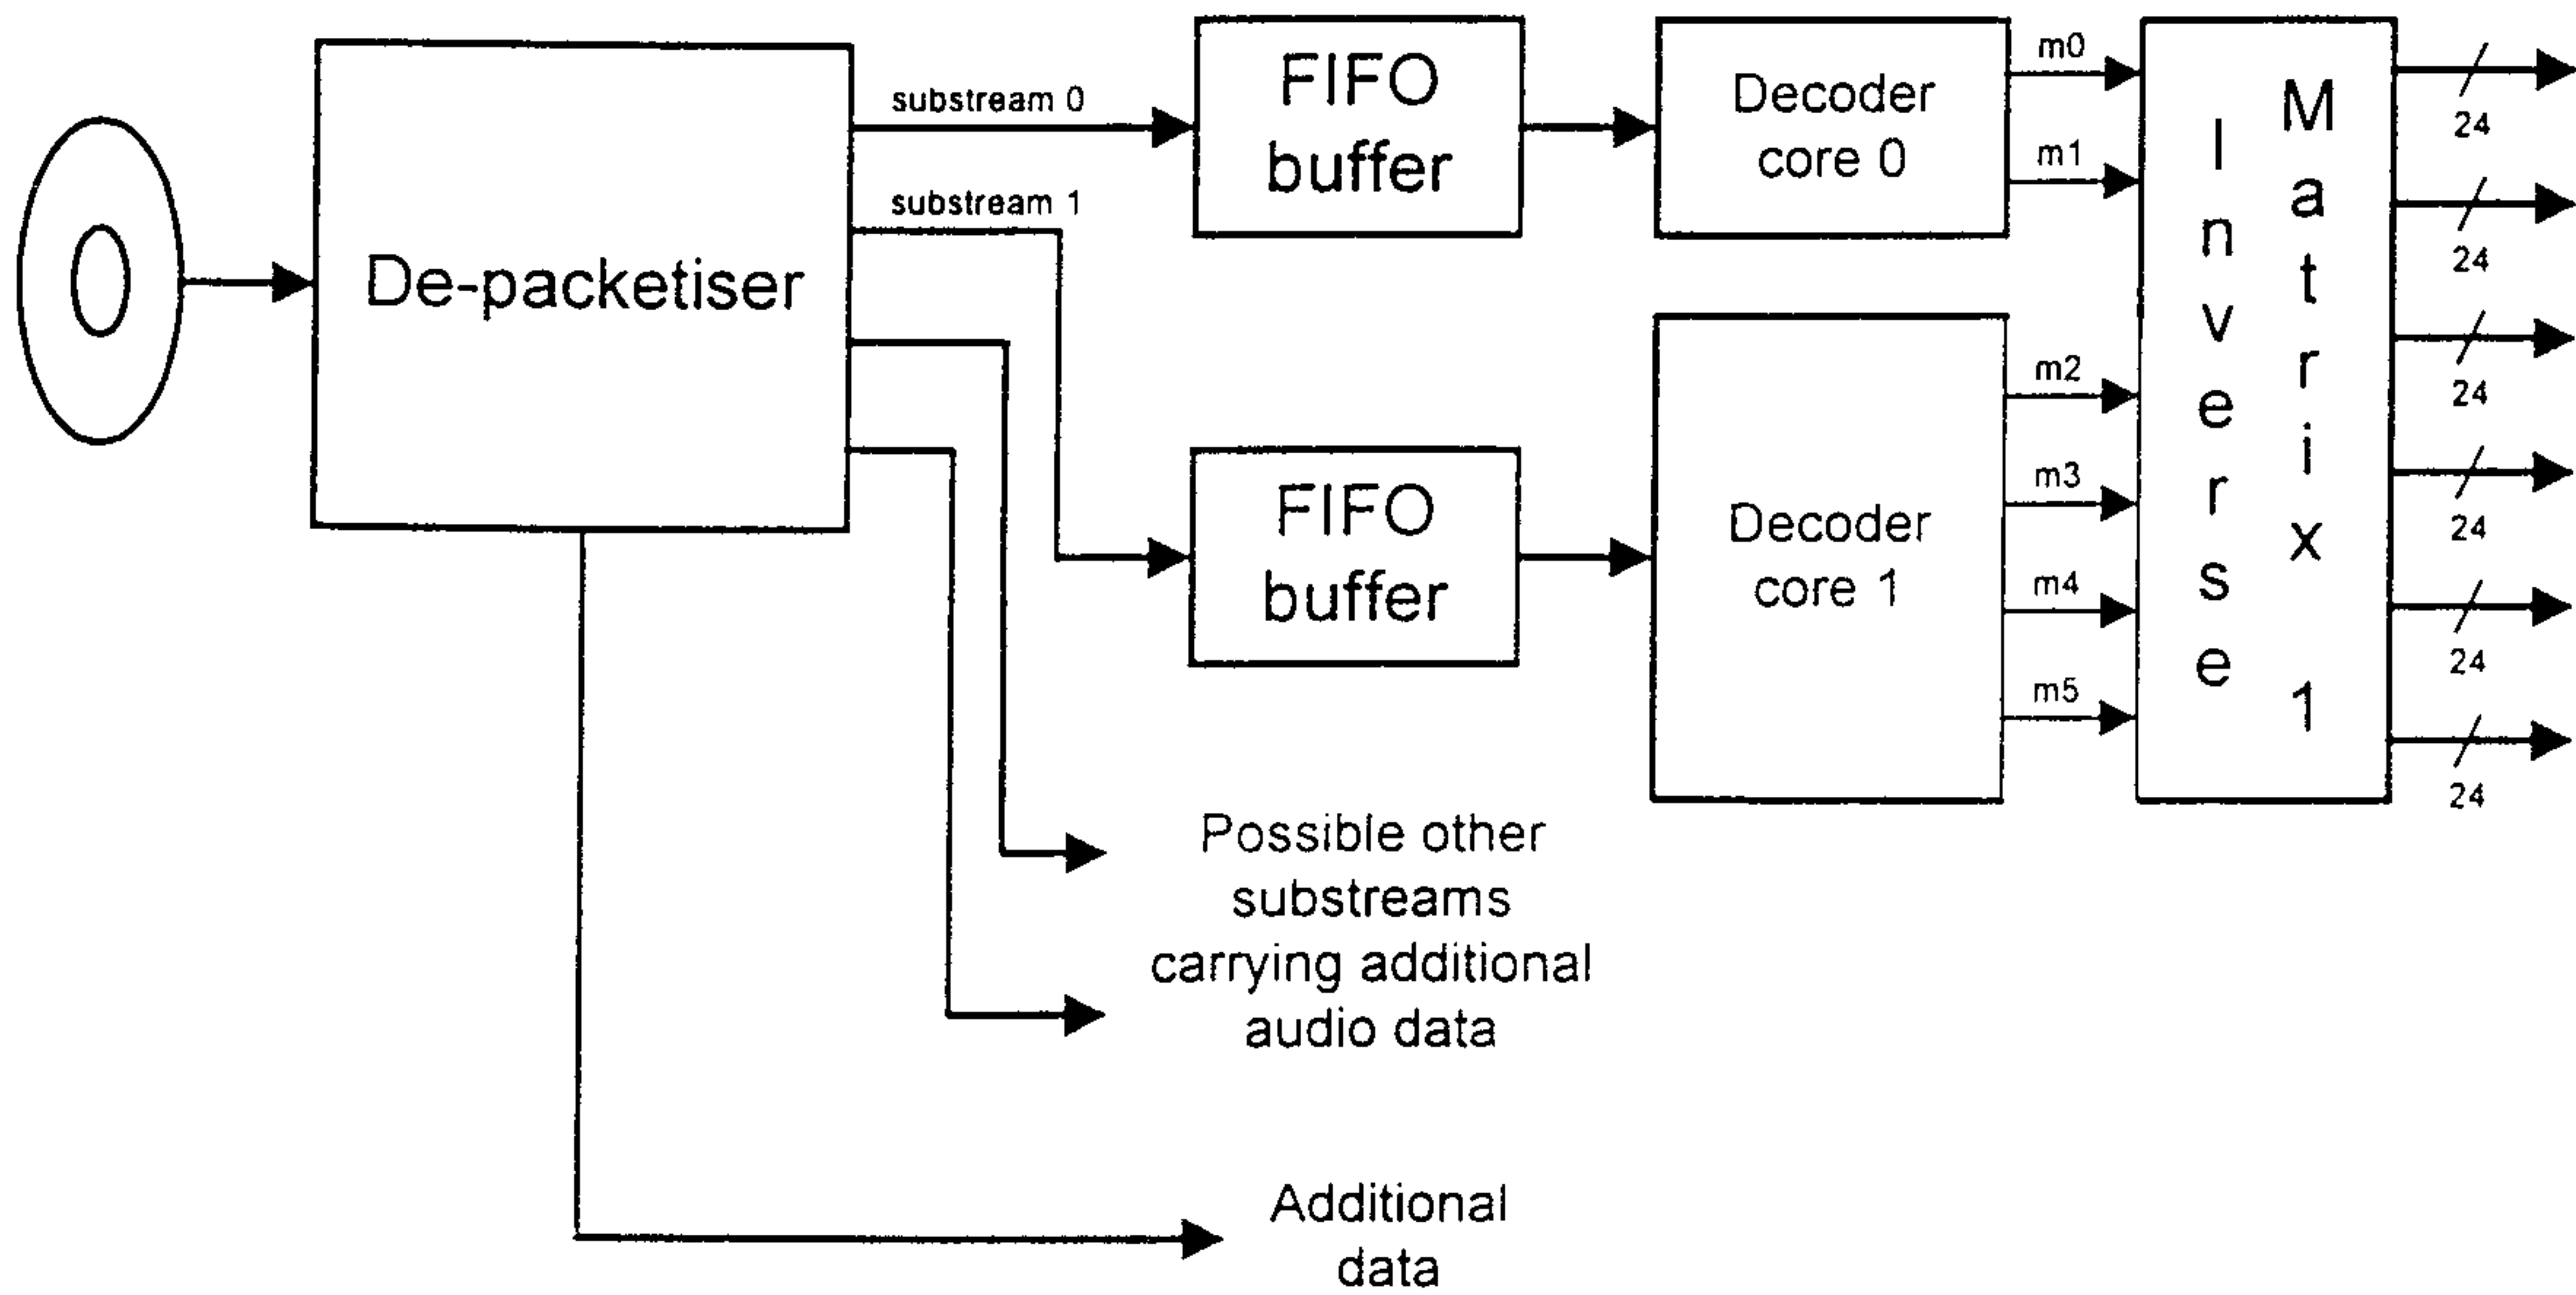 De-packetiser
substream 0
substream 1
FIFO
buffer
Decoder
core 0
m0
m1
FIFO
buffer
Decoder
core 1
m2
m3
m4
m5
Inverse
Matrix 1
24
24
24
24
24
24
Possible other
substreams
carrying additional
audio data
Additional
data